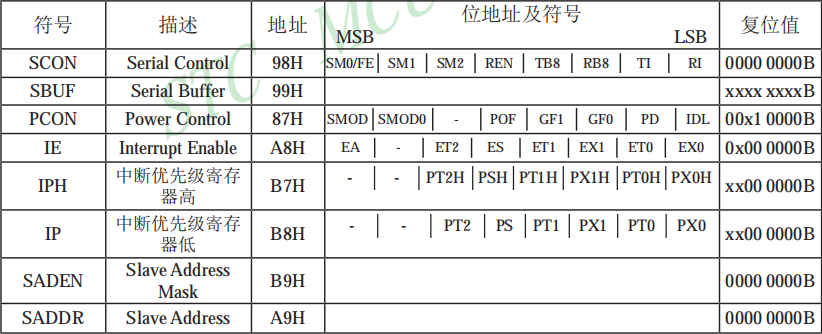 符号 描述 地址 位地址及符号 复位值
MSB LSB
SCON Serial Control 98H SM0/FE SM1 SM2 REN TB8 RB8 TI RI 0000 0000B
SBUF Serial Buffer 99H xxxx xxxxB
PCON Power Control 87H SMOD SMOD0 - POF GF1 GF0 PD IDL 00x1 0000B
IE Interrupt Enable A8H EA - ET2 ES ET1 EX1 ET0 EX0 0x00 0000B
IPH 中断优先级寄存 B7H - - PT2H PSH PT1H PX1H PT0H PX0H xx00 0000B
器高
IP 中断优先级寄存 B8H - - PT2 PS PT1 PX1 PT0 PX0 xx00 0000B
器低
SADEN Slave Address B9H 0000 0000B
Mask
SADDR Slave Address A9H 0000 0000B
STC MCU